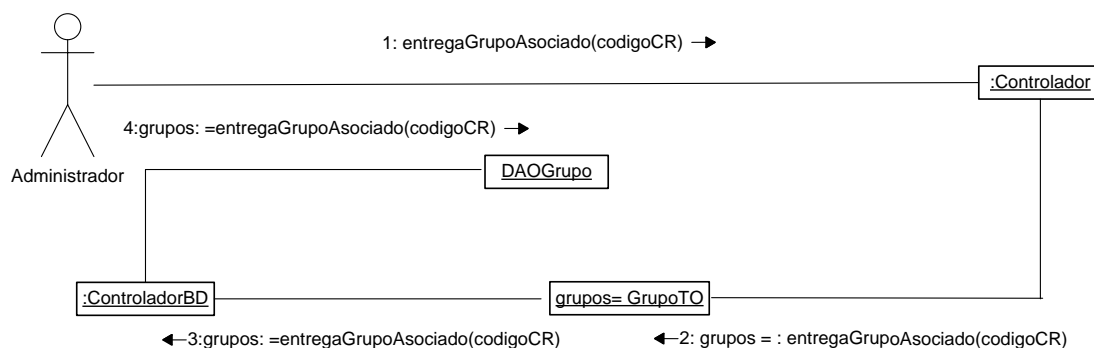 1: entregaGrupoAsociado(codigoCR)
:Controlador
4:grupos: =entregaGrupoAsociado(codigoCR)
Administrador
DAOGrupo
:ControladorBD
grupos= GrupoTO
3:grupos: =entregaGrupoAsociado(codigoCR)
2: grupos = : entregaGrupoAsociado(codigoCR)